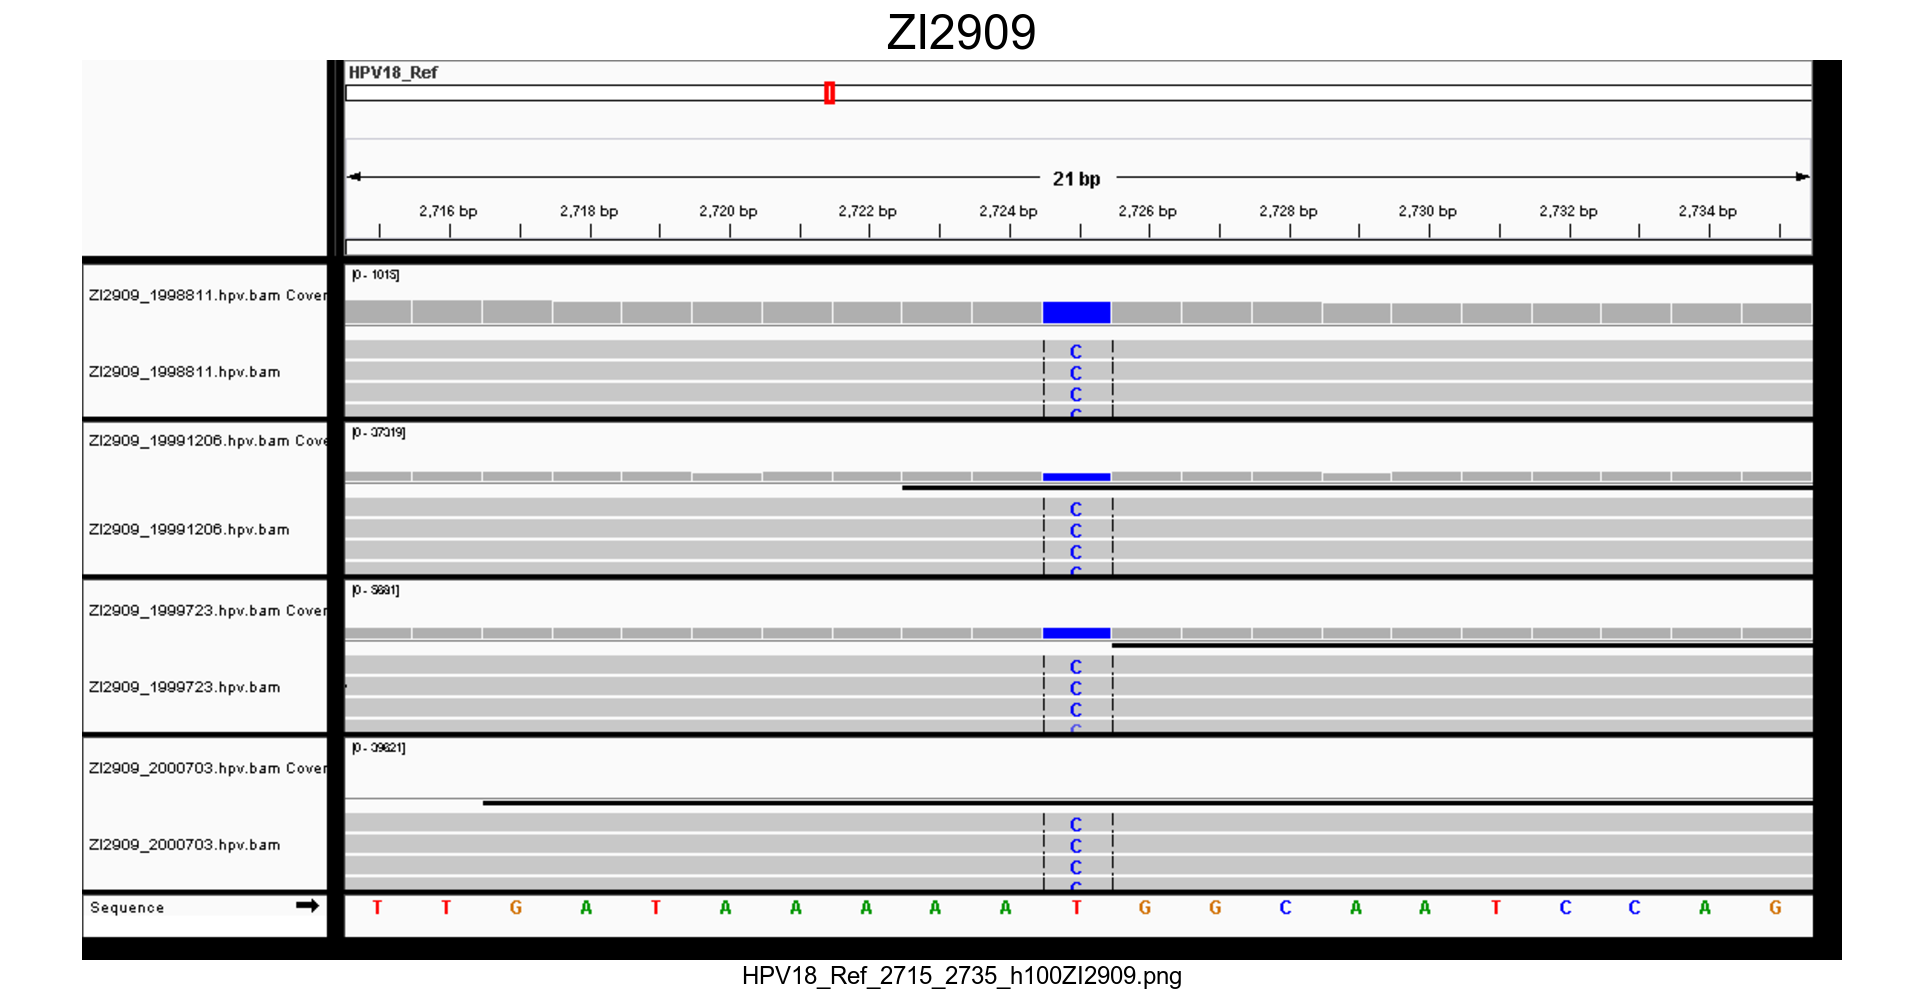 ZI2909
HPV18_Ref
21 bp
2,716 bp 2,718 bp 2,720 bp 2,722 bp 2,724 bp 2,726 bp 2,728 bp 2,730 bp 2,732 bp 2,734 bp
[0 - 1015]
ZI2909_1998811.hpv.bam Cover
C
ZI2909_1998811.hpv.bam
C
C
C
[0 - 37319]
ZI2909_19991206.hpv.bam Cove
C
ZI2909_19991206.hpv.bam
C
C
C
[0 - 5681]
ZI2909_1999723.hpv.bam Cover
C
ZI2909_1999723.hpv.bam
C
C
C
[0 - 39621]
ZI2909_2000703.hpv.bam Cover
C
ZI2909_2000703.hpv.bam
C
C
C
Sequence T T G A T A A A A A T G G C A A T C C A G
HPV18_Ref_2715_2735_h100ZI2909.png